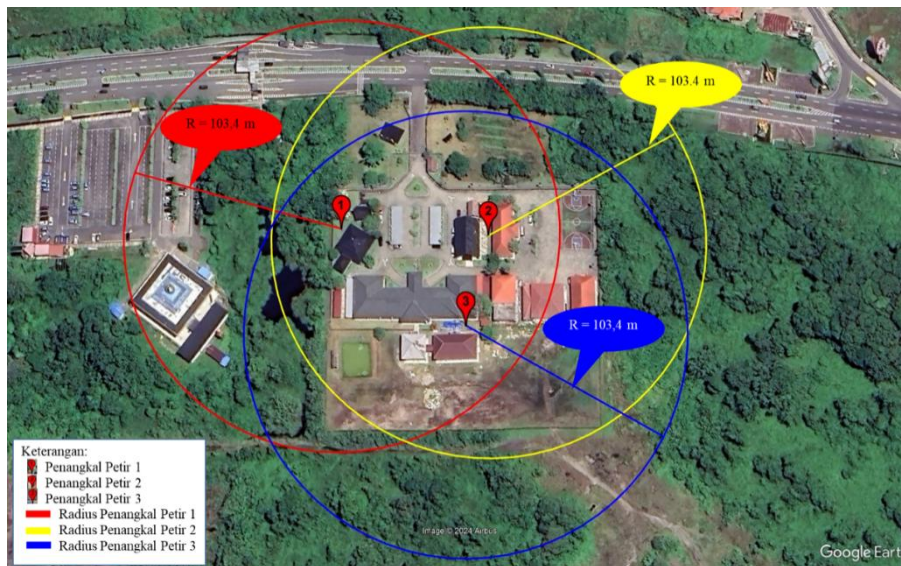 R = 103,4 m
R = 103.4 m
1
2
3
R = 103,4 m
Keterangan:
Penangkal Petir 1
Penangkal Petir 2
Penangkal Petir 3
Radius Penangkal Petir 1
Radius Penangkal Petir 2
Radius Penangkal Petir 3
Image © 2024 Airbus
Google Eart